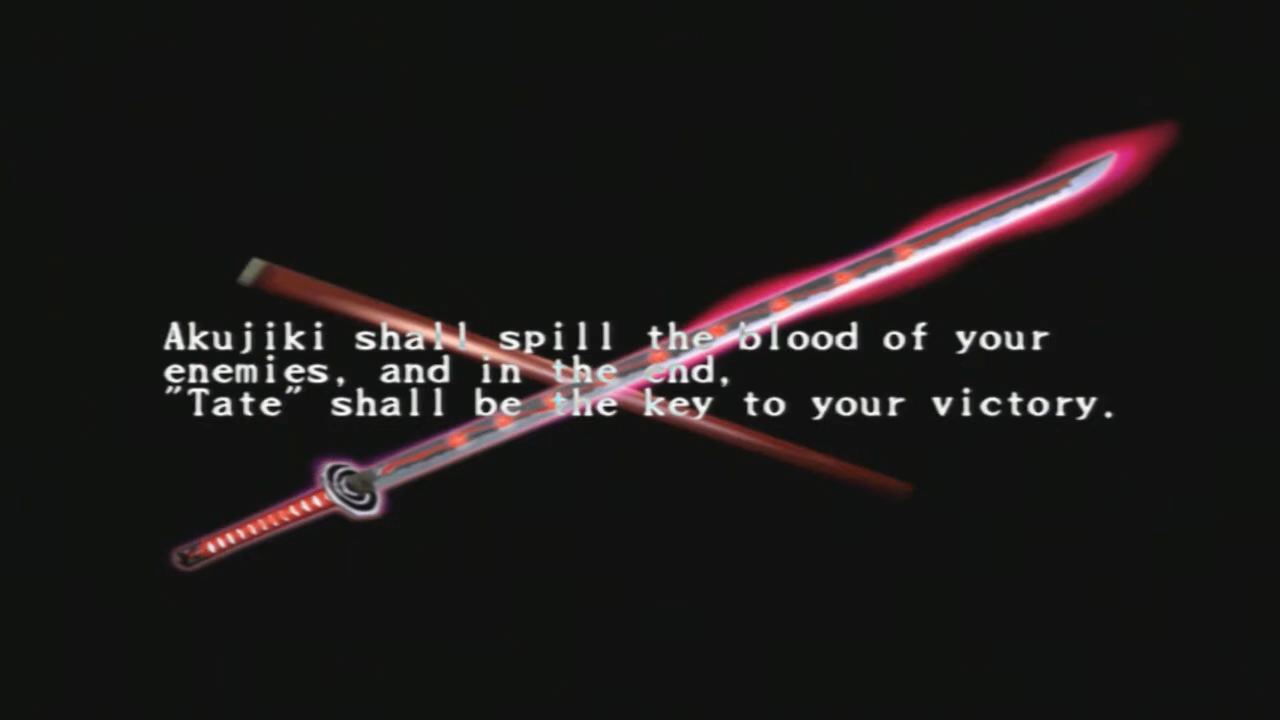 Akujiki shall spill the blood of your
enemies, and in the end,
"Tate" shall be the key to your victory.